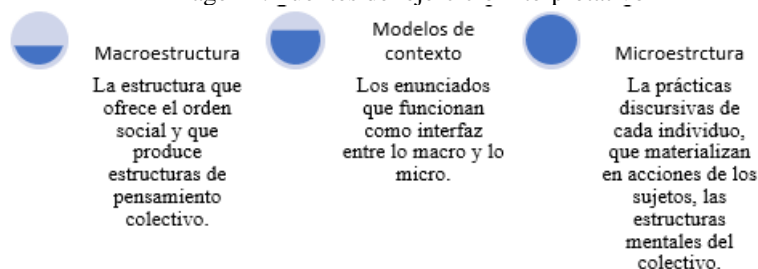 Macroestructura
La estructura que
ofrece el orden
social y que
produce
estructuras de
pensamiento
colectivo.
Modelos de
contexto
Los enunciados
que funcionan
como interfaz
entre lo macro y lo
micro.
Microestrctura
La prácticas
discursivas de
cada individuo,
que materializan
en acciones de los
sujetos, las
estructuras
mentales del
colectivo.